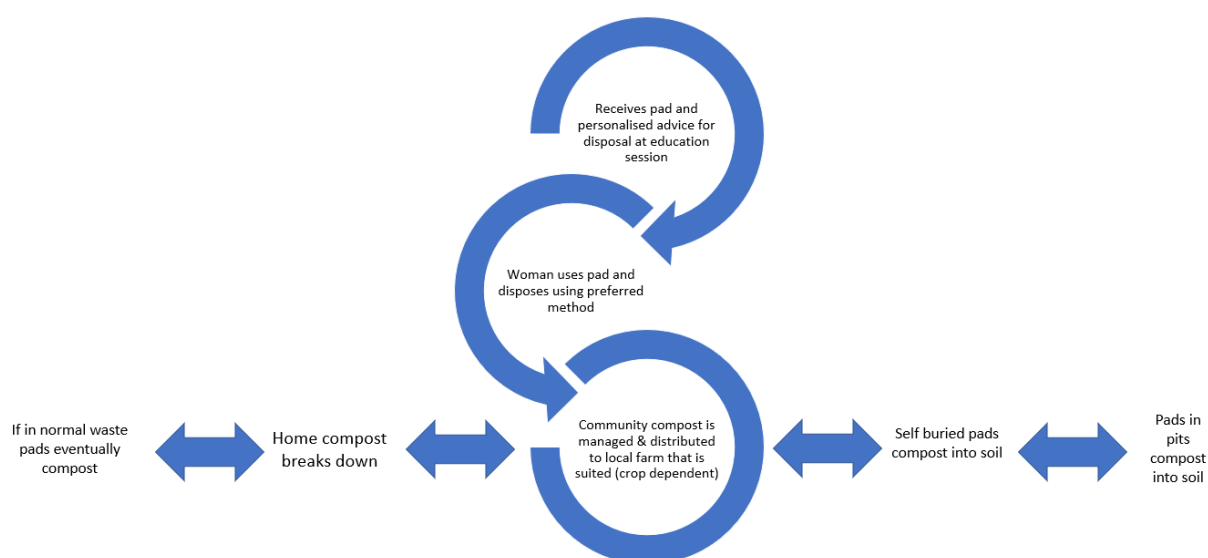 Receives pad and
personalised advice for
disposal at education
session
Woman uses pad and
disposes using preferred
method
If in normal waste
pads eventually
compost
Home compost
breaks down
Community compost is
managed & distributed
to local farm that is
suited (crop dependent)
Self buried pads
compost into soil
Pads in
pits
compost
into soil